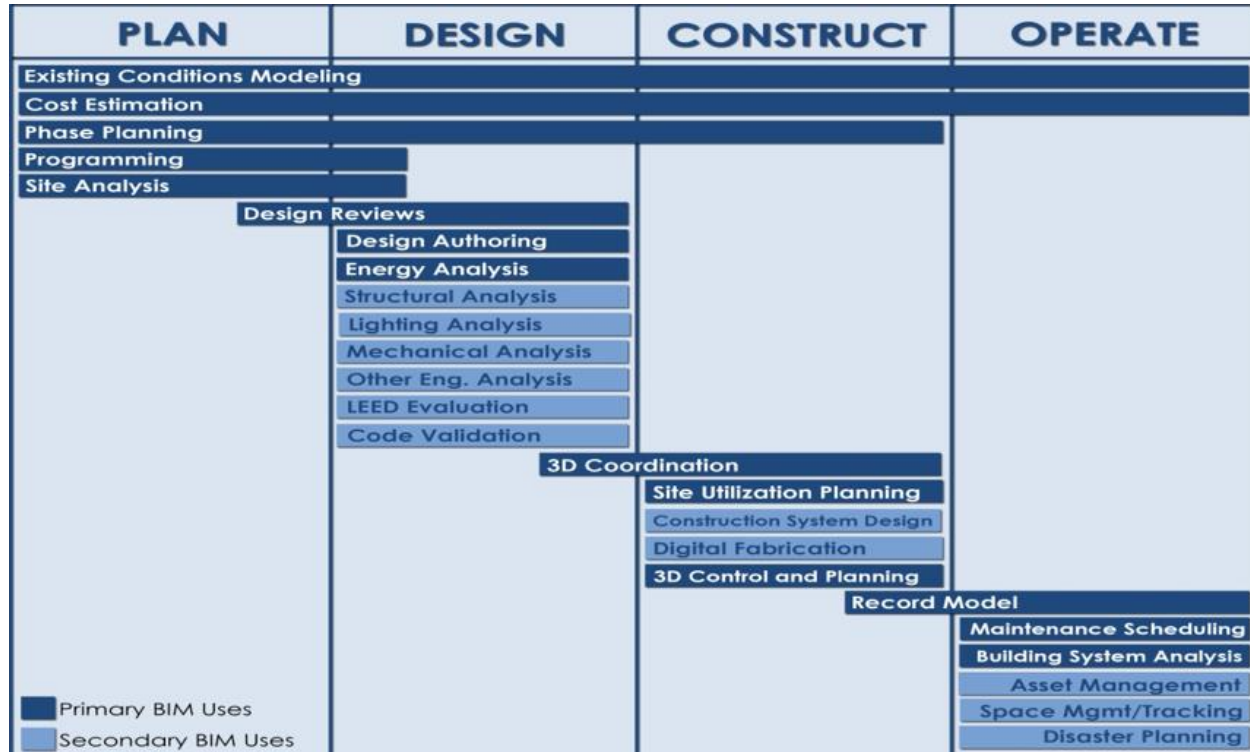 PLAN DESIGN CONSTRUCT OPERATE
Existing Conditions Modeling
Cost Estimation
Phase Planning
Programming
Site Analysis
Design Reviews
Design Authoring
Energy Analysis
Structural Analysis
Lighting Analysis
Mechanical Analysis
Other Eng. Analysis
LEED Evaluation
Code Validation
3D Coordination
Site Utilization Planning
Construction System Design
Digital Fabrication
3D Control and Planning
Record Model
Maintenance Scheduling
Building System Analysis
Asset Management
Space Mgmt/Tracking
Disaster Planning
Primary BIM Uses
Secondary BIM Uses